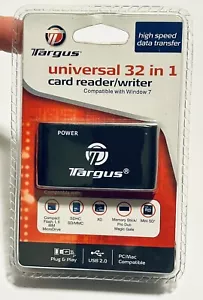 high speed
data transfer
Targus®
universal 32 in 1
card reader/writer
Compatible with Window 7
POWER
Targus®
Compact
Flash I, II
IBM
MicroDrive
SDHC
SD/MMC
XD
Memory Stick/
Pro Duo
Magic Gate
Mini SD
Plug & Play
USB 2.0
PC/Mac
Compatible